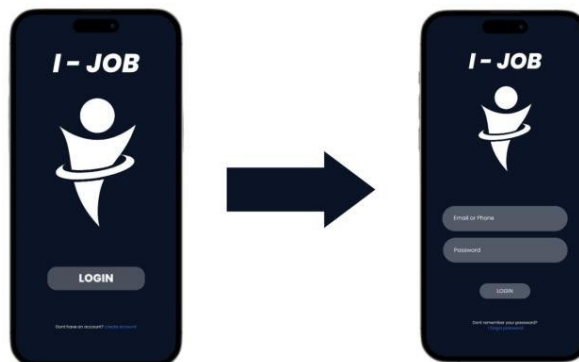 I - JOB
LOGIN
Dont have an account? create account
I - JOB
Email or Phone
Password
LOGIN
Dont remember your password?
Forgot password